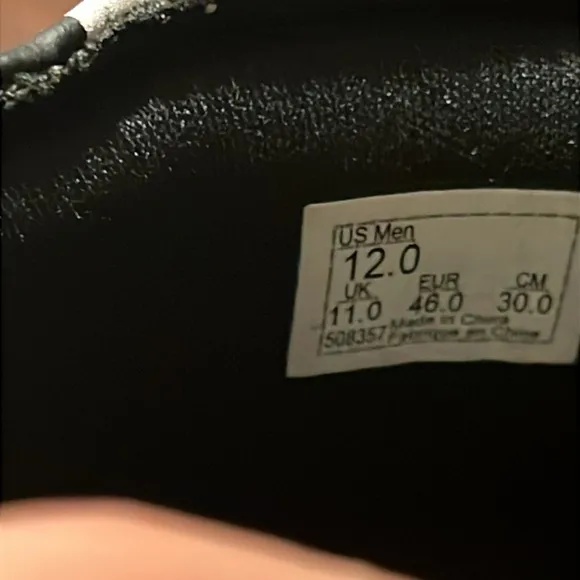 US Men
12.0
UK EUR CM
11.0 46.0 30.0
508357 Made in China
Fabriqué en Chine